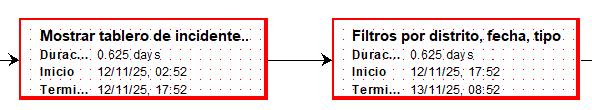 Mostrar tablero de incidente..
Durac... 0.625 days
Inicio 12/11/25, 02:52
Termi... 12/11/25, 17:52
Filtros por distrito, fecha, tipo
Durac... 0.625 days
Inicio 12/11/25, 17:52
Termi... 13/11/25, 08:52